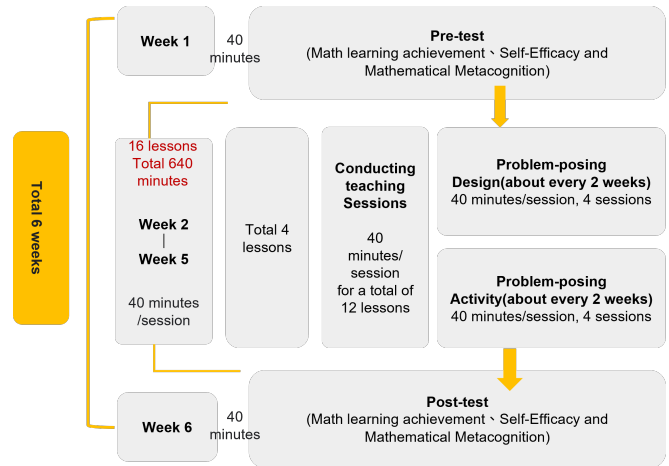 Total 6 weeks
Week 1
40
minutes
Pre-test
(Math learning achievement、Self-Efficacy and
Mathematical Metacognition)
16 lessons
Total 640
minutes
Week 2
|
Week 5
40 minutes
/session
Total 4
lessons
Conducting
teaching
Sessions
40
minutes/
session
for a total of
12 lessons
Problem-posing
Design(about every 2 weeks)
40 minutes/session, 4 sessions
Problem-posing
Activity(about every 2 weeks)
40 minutes/session, 4 sessions
Week 6
40
minutes
Post-test
(Math learning achievement、Self-Efficacy and
Mathematical Metacognition)